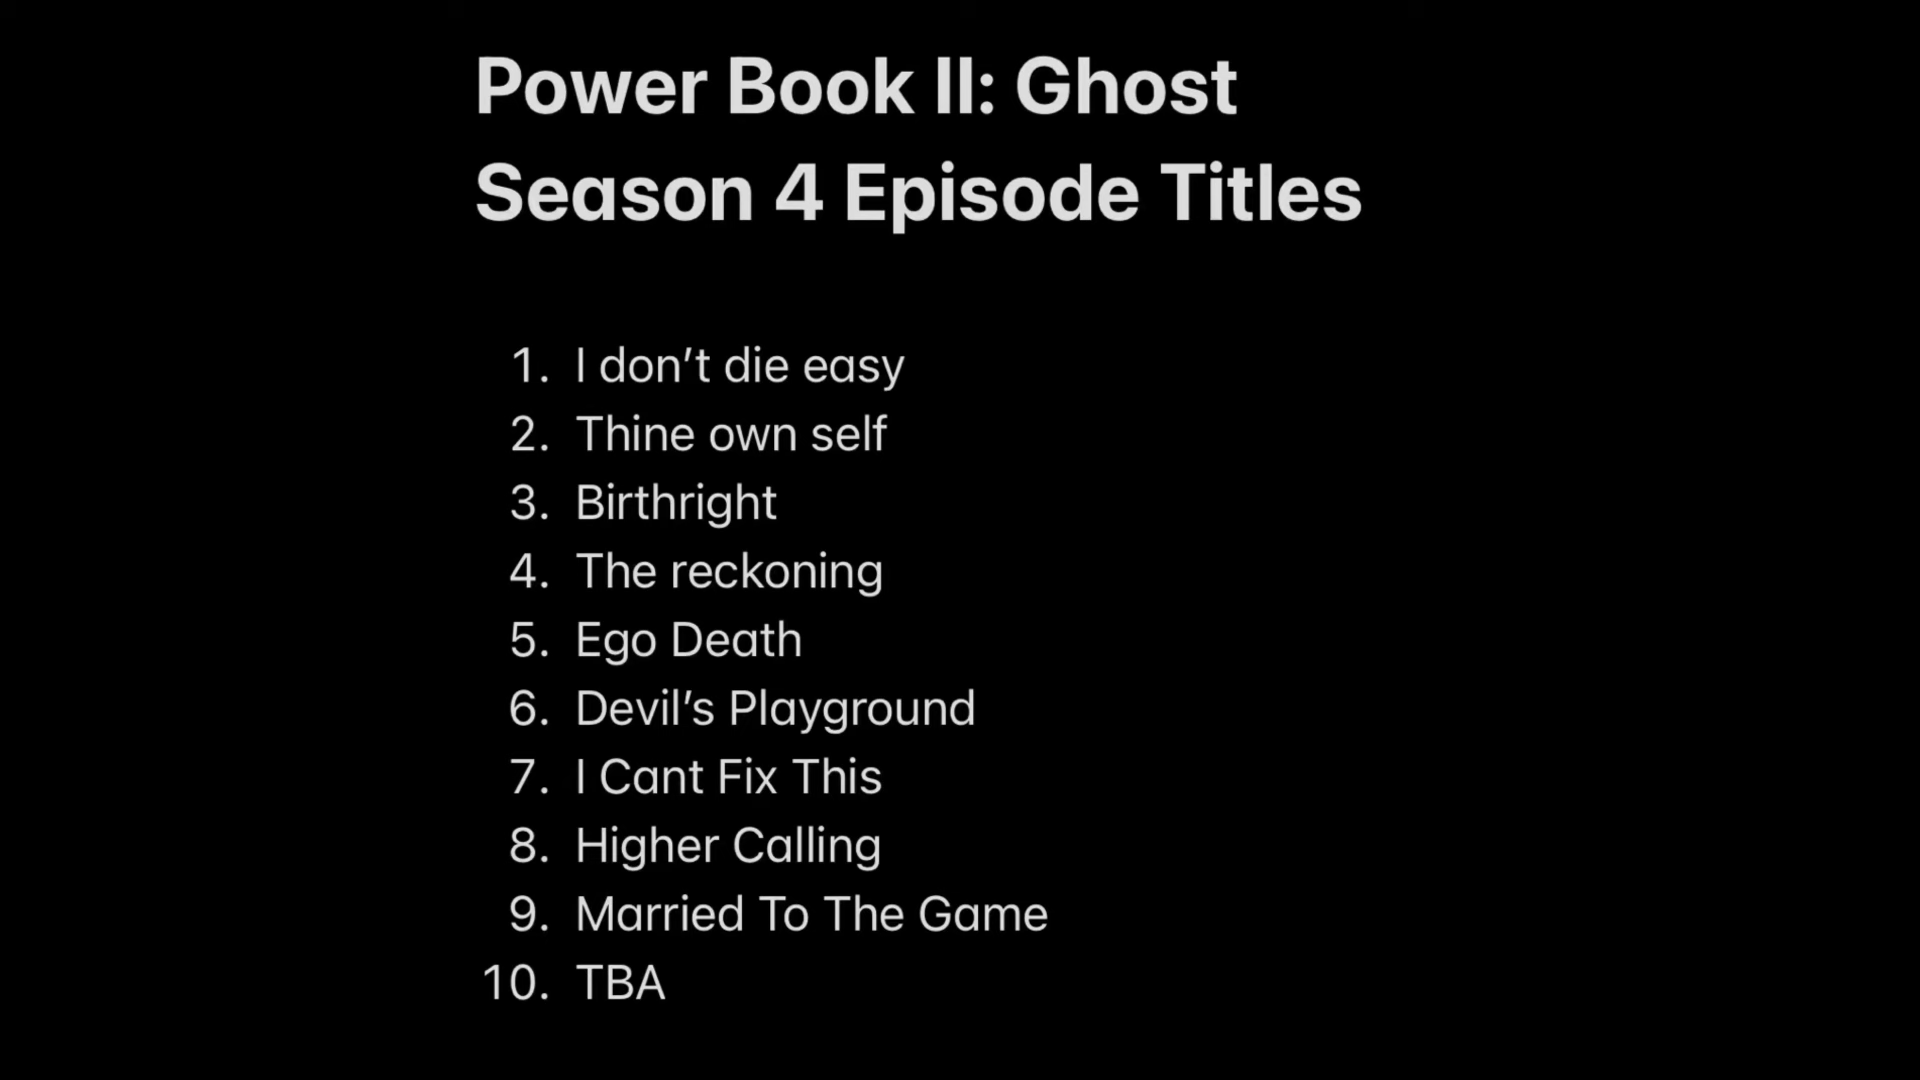 Power Book II: Ghost
Season 4 Episode Titles
1. I don’t die easy
2. Thine own self
3. Birthright
4. The reckoning
5. Ego Death
6. Devil’s Playground
7. I Cant Fix This
8. Higher Calling
9. Married To The Game
10. TBA